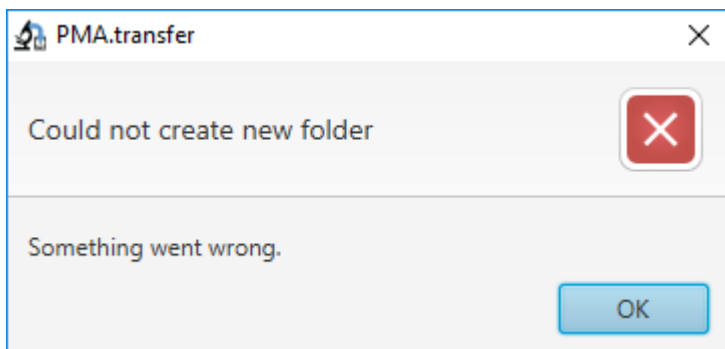 PMA.transfer
Could not create new folder
Something went wrong.
OK